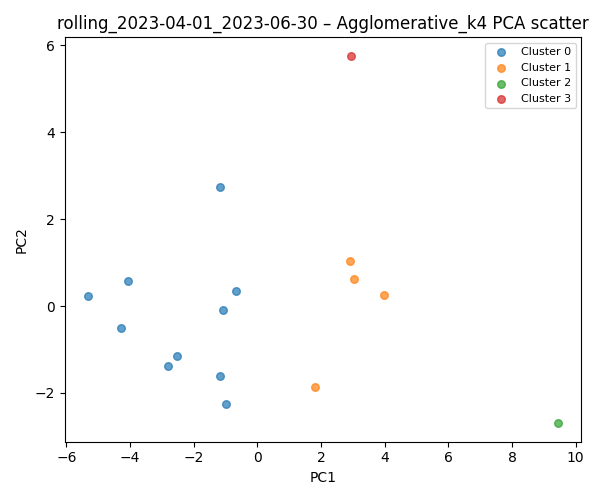 rolling_2023-04-01_2023-06-30 – Agglomerative_k4 PCA scatter
Cluster 0
Cluster 1
Cluster 2
Cluster 3
6
4
2
0
−2
PC2
−6
−4
−2
0
2
4
6
8
10
PC1